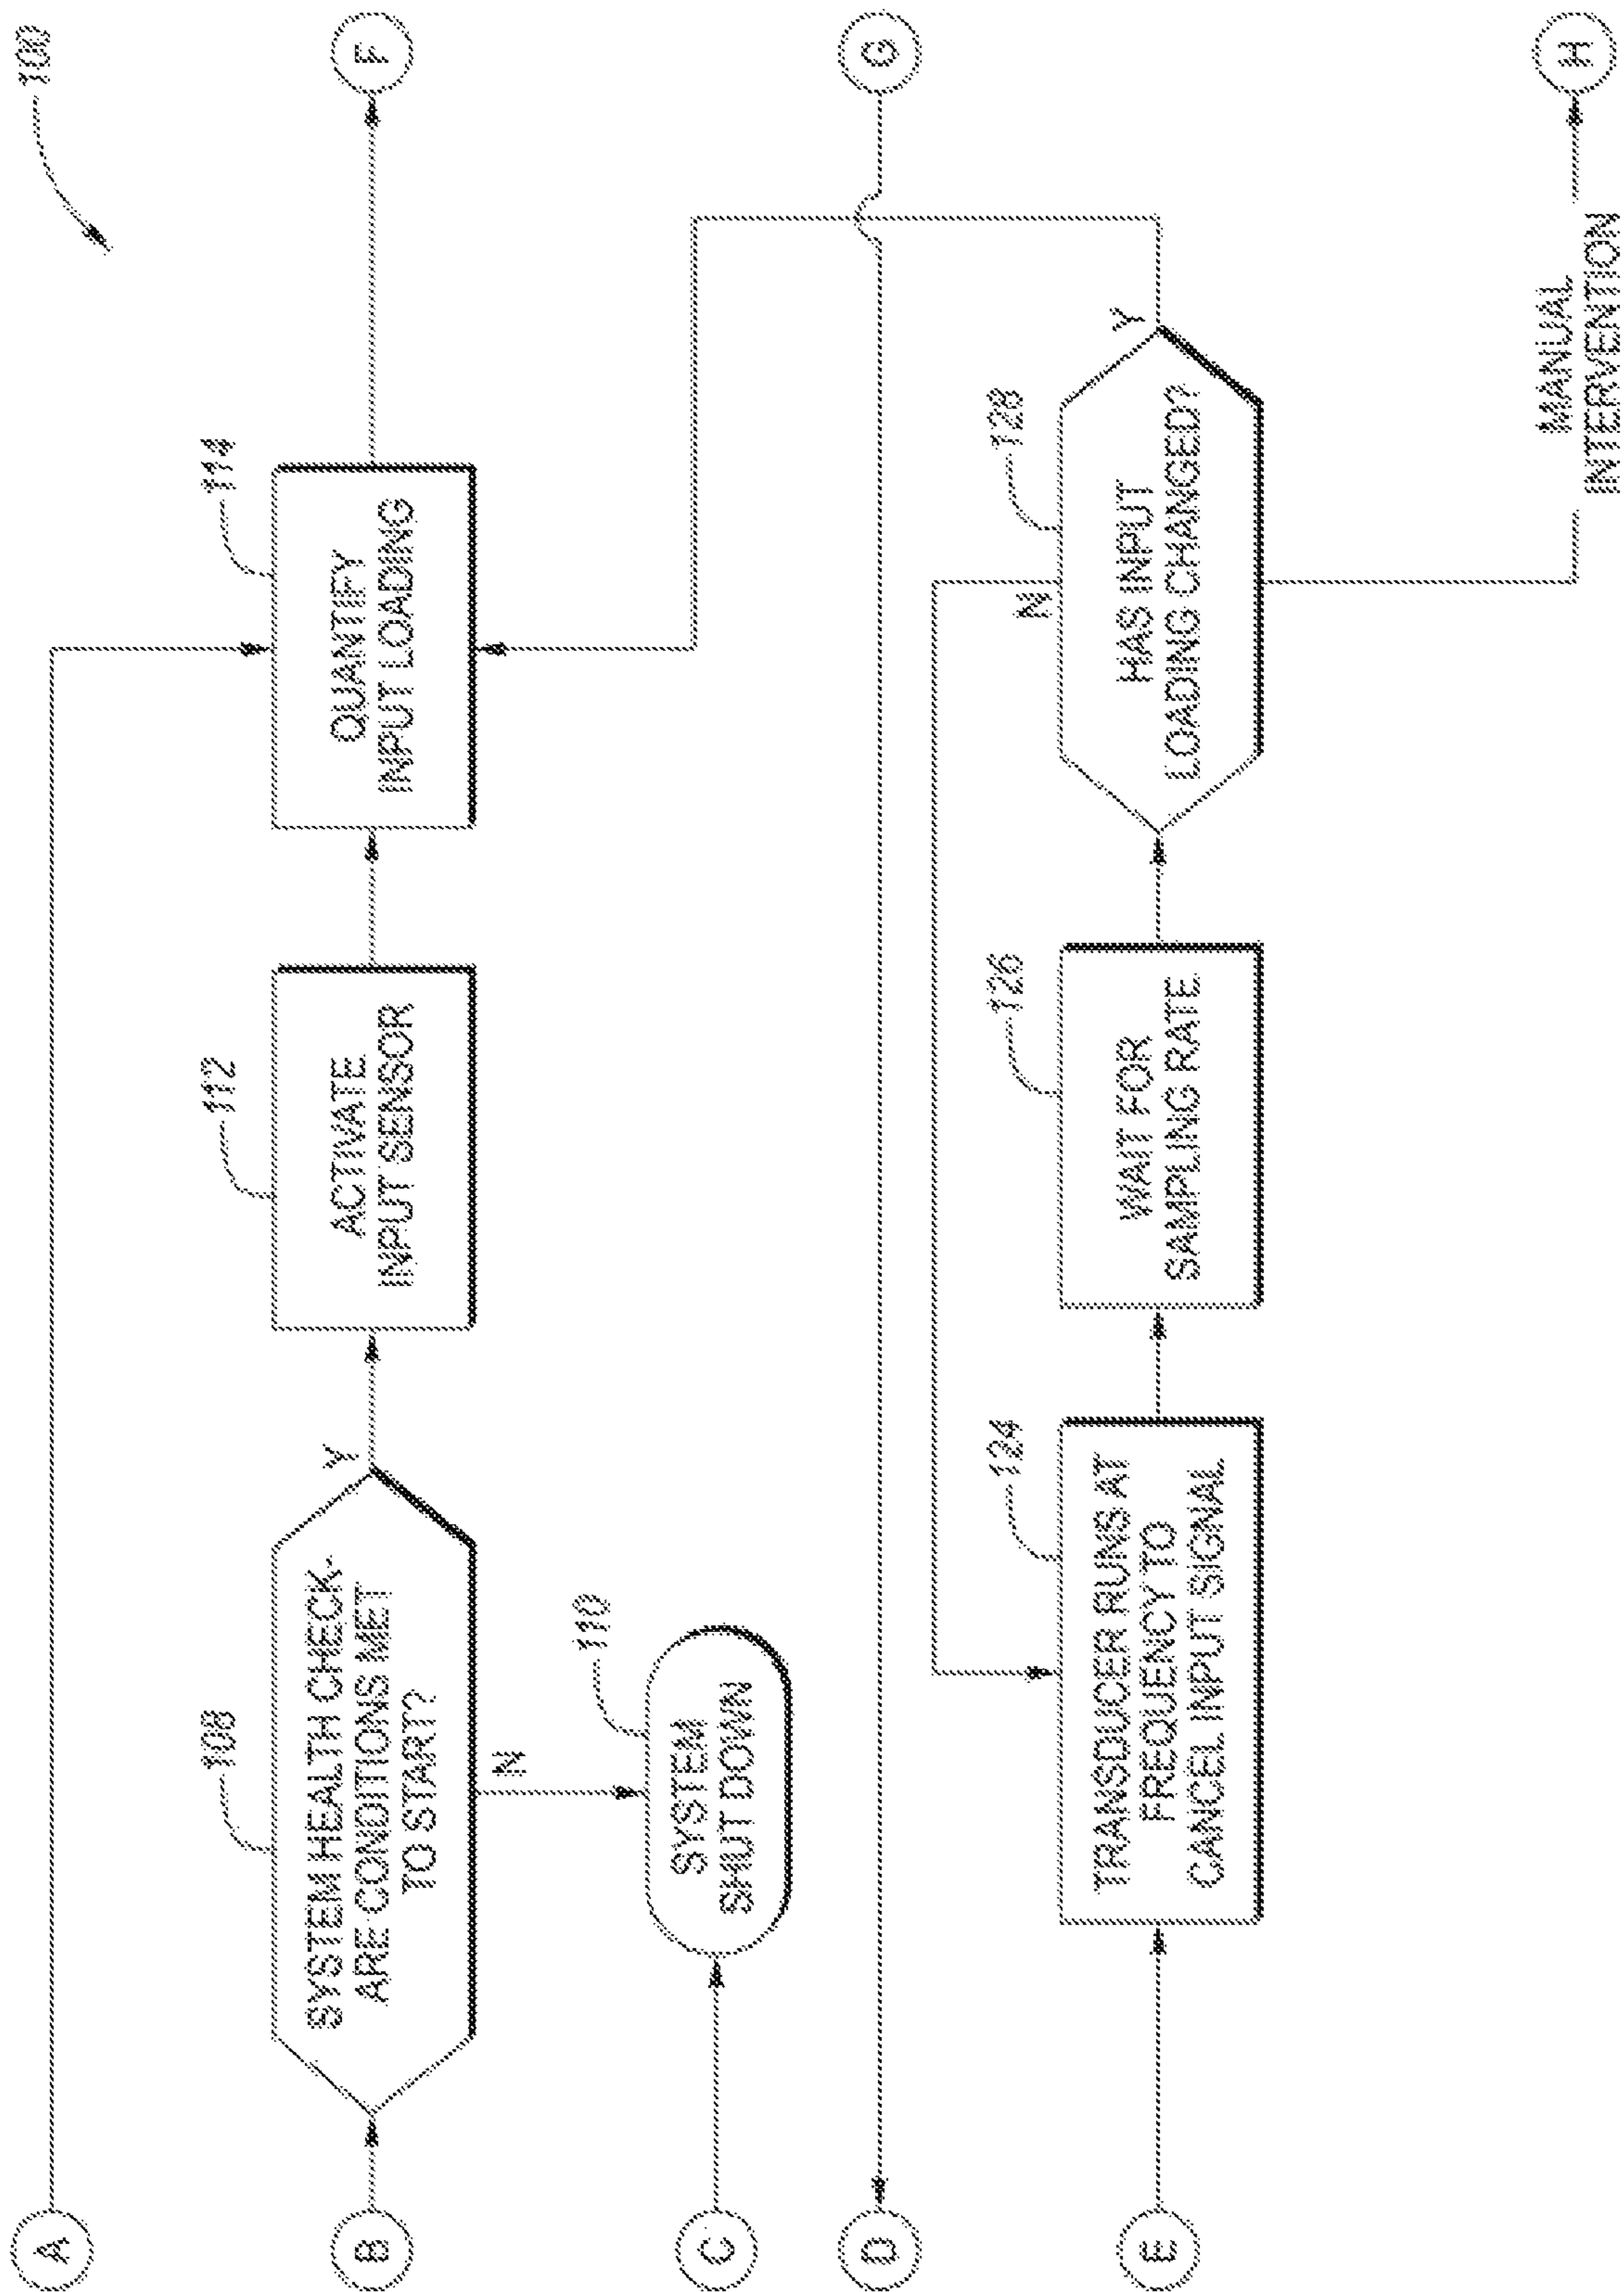 100
A
B
108
SYSTEM HEALTH CHECK-
ARE CONDITIONS MET
TO START?
Y
N
112
ACTIVATE
INPUT SENSOR
114
QUANTIFY
INPUT LOADING
F
C
110
SYSTEM
SHUT DOWN
D
G
E
124
TRANSDUCER RUNS AT
FREQUENCY TO
CANCEL INPUT SIGNAL
126
WAIT FOR
SAMPLING RATE
128
HAS INPUT
LOADING CHANGED?
N
Y
MANUAL
INTERVENTION
H